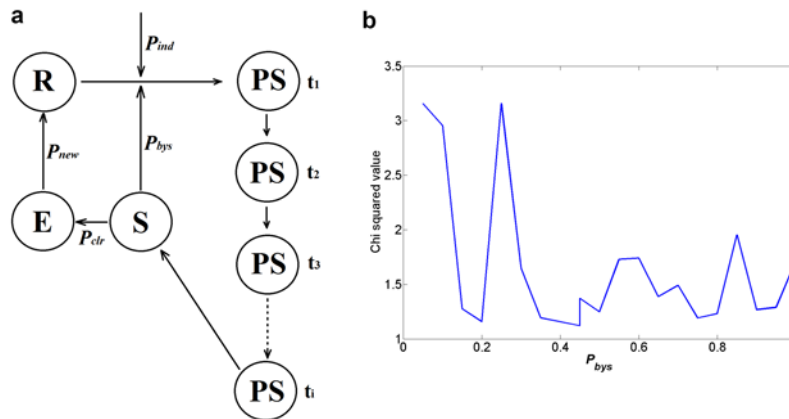 a
P_ind
R
PS t1
P_new
P_bys
PS t2
E
P_clr
S
PS t3
PS ti
b
Chi squared value
3.5
3
2.5
2
1.5
1
0 0.2 0.4 0.6 0.8
P_bys